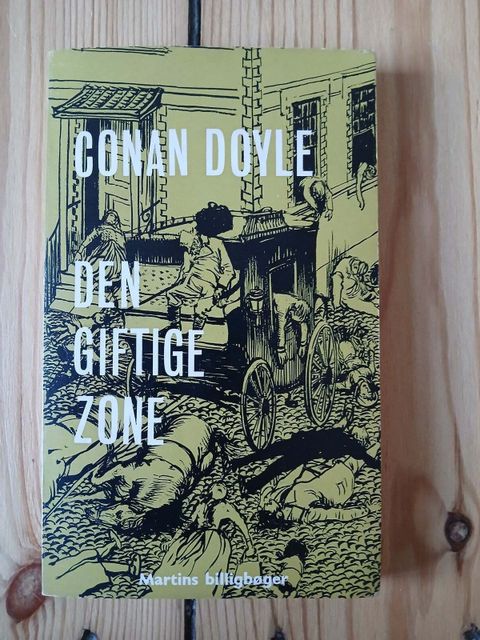 CONAN DOYLE
DEN
GIFTIGE
ZONE
Martins billigbøger